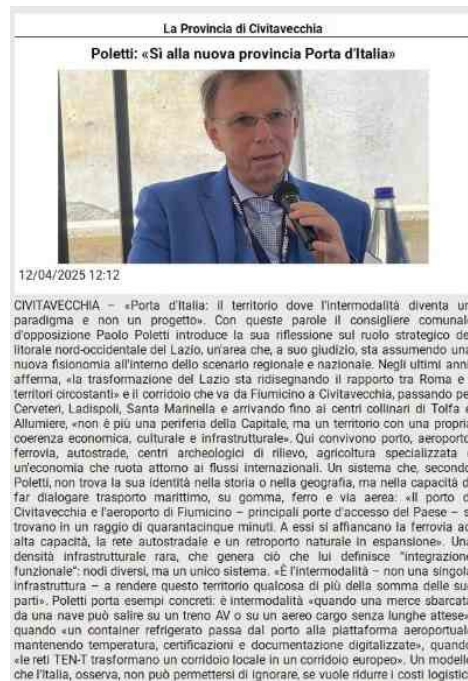 La Provincia di Civitavecchia
Poletti: «Sì alla nuova provincia Porta d'Italia»
12/04/2025 12:12
CIVITAVECCHIA – «Porta d'Italia: il territorio dove l'intermodalità diventa un
paradigma e non un progetto». Con queste parole il consigliere comunale
d'opposizione Paolo Poletti introduce la sua riflessione sul ruolo strategico del
litorale nord-occidentale del Lazio, un'area che, a suo giudizio, sta assumendo una
nuova fisionomia all'interno dello scenario regionale e nazionale. Negli ultimi anni
afferma, «la trasformazione del Lazio sta ridisegnando il rapporto tra Roma e
territori circostanti» e il corridoio che va da Fiumicino a Civitavecchia, passando per
Cerveteri, Ladispoli, Santa Marinella e arrivando fino ai centri collinari di Tolfa e
Allumiere, «non è più una periferia della Capitale, ma un territorio con una propria
coerenza economica, culturale e infrastrutturale». Qui convivono porto, aeroporto
ferrovia, autostrade, centri archeologici di rilievo, agricoltura specializzata e
un'economia che ruota attorno ai flussi internazionali. Un sistema che, secondo
Poletti, non trova la sua identità nella storia o nella geografia, ma nella capacità di
far dialogare trasporto marittimo, su gomma, ferro e via aerea: «Il porto di
Civitavecchia e l'aeroporto di Fiumicino – principali porte d'accesso del Paese – si
trovano in un raggio di quarantacinque minuti. A essi si affiancano la ferrovia ad
alta capacità, la rete autostradale e un retroporto naturale in espansione». Una
densità infrastrutturale rara, che genera ciò che lui definisce "integrazione
funzionale": nodi diversi, ma un unico sistema. «È l'intermodalità – non una singola
infrastruttura – a rendere questo territorio qualcosa di più della somma delle sue
parti». Poletti porta esempi concreti: è intermodalità «quando una merce sbarcata
da una nave può salire su un treno AV o su un aereo cargo senza lunghe attese»
quando «un container refrigerato passa dal porto alla piattaforma aeroportuale
mantenendo temperatura, certificazioni e documentazione digitalizzate», quando
«le reti TEN-T trasformano un corridoio locale in un corridoio europeo». Un modello
che l'Italia, osserva, non può permettersi di ignorare, se vuole ridurre i costi logistici